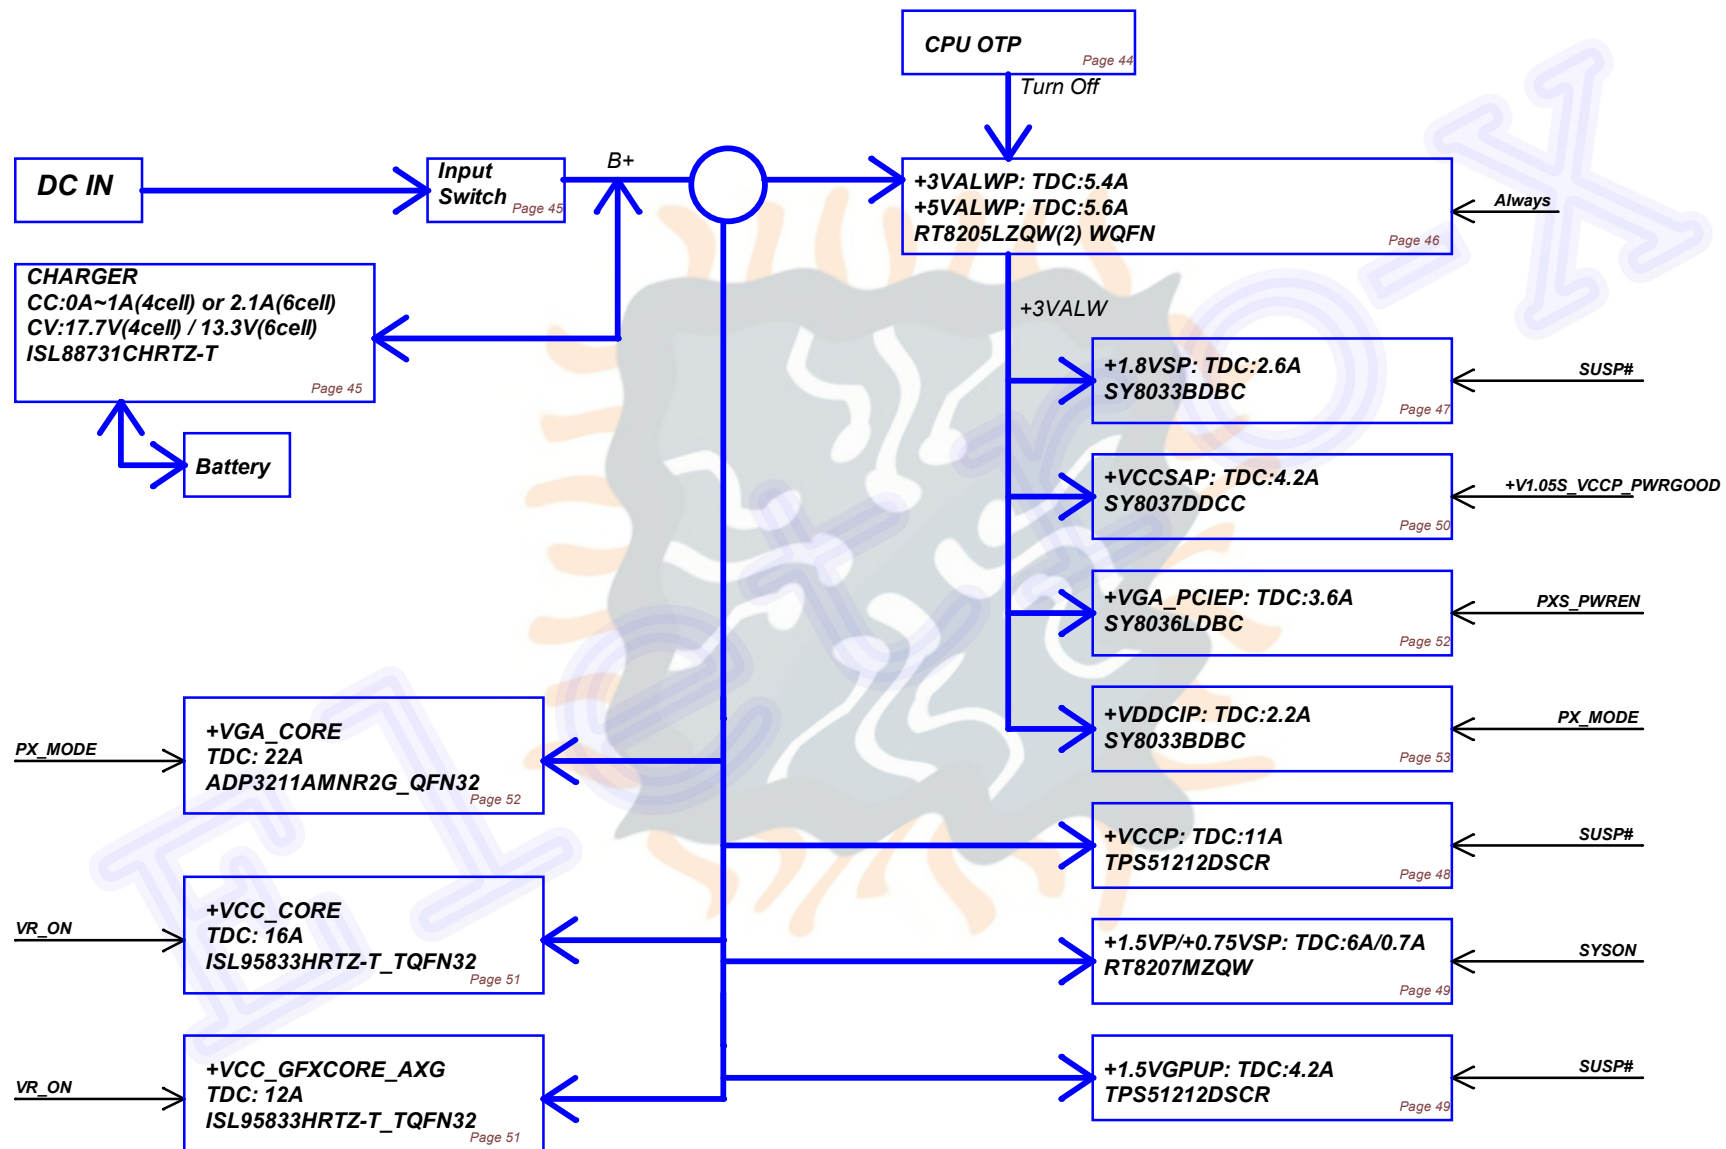 CPU OTP
Page 44
Turn Off
DC IN
Input
Switch
Page 45
B+
+3VALWP: TDC:5.4A
+5VALWP: TDC:5.6A
RT8205LZQW(2) WQFN
Page 46
Always
CHARGER
CC:0A~1A(4cell) or 2.1A(6cell)
CV:17.7V(4cell) / 13.3V(6cell)
ISL88731CHRTZ-T
Page 45
Battery
+3VALW
+1.8VSP: TDC:2.6A
SY8033BDBC
Page 47
SUSP#
+VCCSAP: TDC:4.2A
SY8037DDCC
Page 50
+V1.05S_VCCP_PWRGOOD
+VGA_PCIEP: TDC:3.6A
SY8036LDBC
Page 52
PXS_PWREN
+VDDCIP: TDC:2.2A
SY8033BDBC
Page 53
PX_MODE
PX_MODE
+VGA_CORE
TDC: 22A
ADP3211AMNR2G_QFN32
Page 52
+VCCP: TDC:11A
TPS51212DSCR
Page 48
SUSP#
VR_ON
+VCC_CORE
TDC: 16A
ISL95833HRTZ-T_TQFN32
Page 51
+1.5VP/+0.75VSP: TDC:6A/0.7A
RT8207MZQW
Page 49
SYSON
VR_ON
+VCC_GFXCORE_AXG
TDC: 12A
ISL95833HRTZ-T_TQFN32
Page 51
+1.5VGPUP: TDC:4.2A
TPS51212DSCR
Page 49
SUSP#